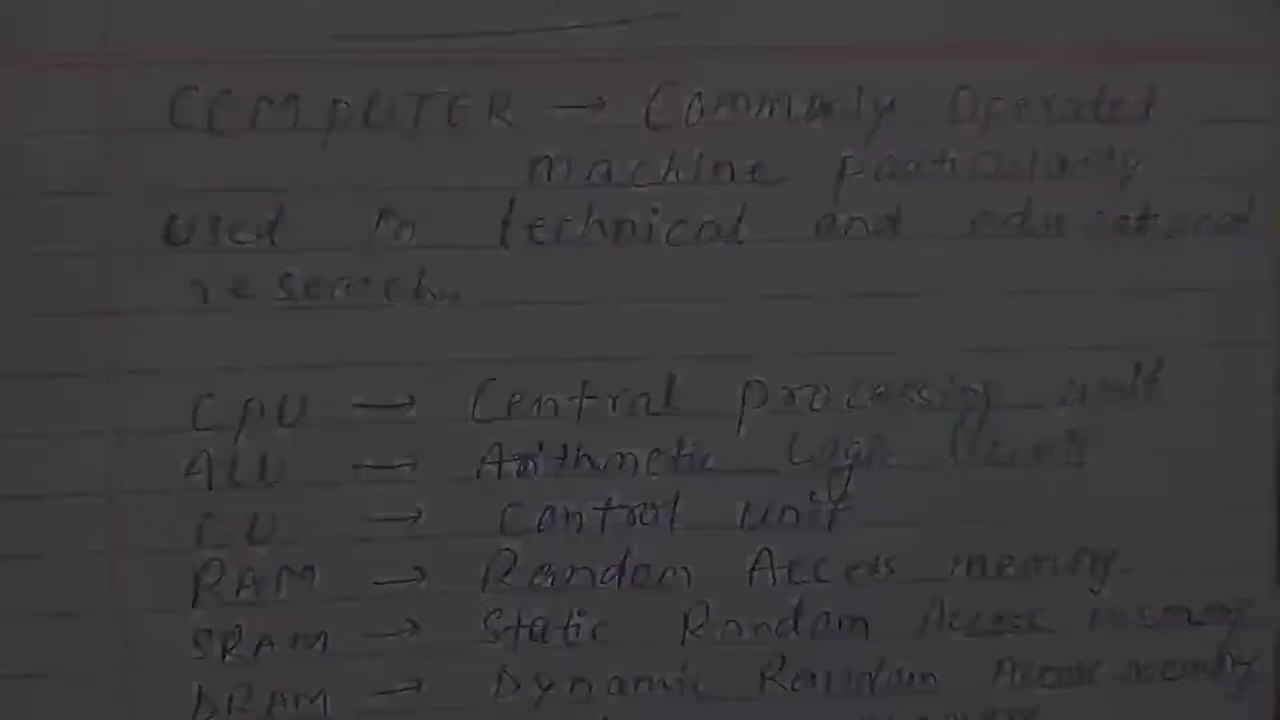 COMPUTER → Commonly Operated
machine particularly
used in technical and educational
research.
CPU → Central processing unit
ALU → Arithmetic Logic Unit
CU → Control unit
RAM → Random Access memory.
SRAM → Static Random Access memory
DRAM → Dynamic Random Access memory